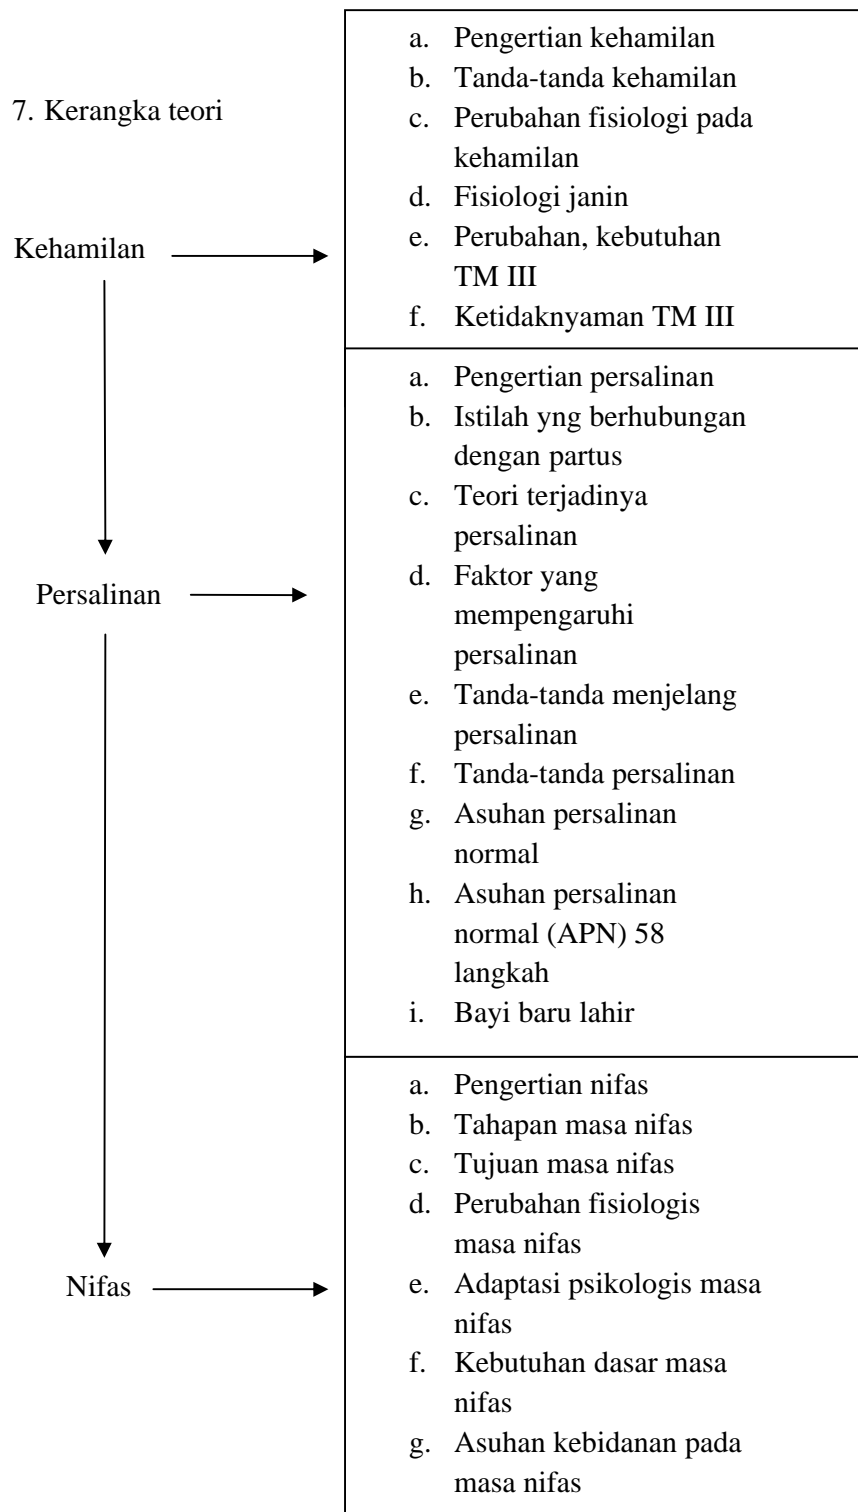 7. Kerangka teori
Kehamilan
a. Pengertian kehamilan
b. Tanda-tanda kehamilan
c. Perubahan fisiologi pada
kehamilan
d. Fisiologi janin
e. Perubahan, kebutuhan
TM III
f. Ketidaknyaman TM III
Persalinan
a. Pengertian persalinan
b. Istilah yng berhubungan
dengan partus
c. Teori terjadinya
persalinan
d. Faktor yang
mempengaruhi
persalinan
e. Tanda-tanda menjelang
persalinan
f. Tanda-tanda persalinan
g. Asuhan persalinan
normal
h. Asuhan persalinan
normal (APN) 58
langkah
i. Bayi baru lahir
Nifas
a. Pengertian nifas
b. Tahapan masa nifas
c. Tujuan masa nifas
d. Perubahan fisiologis
masa nifas
e. Adaptasi psikologis masa
nifas
f. Kebutuhan dasar masa
nifas
g. Asuhan kebidanan pada
masa nifas